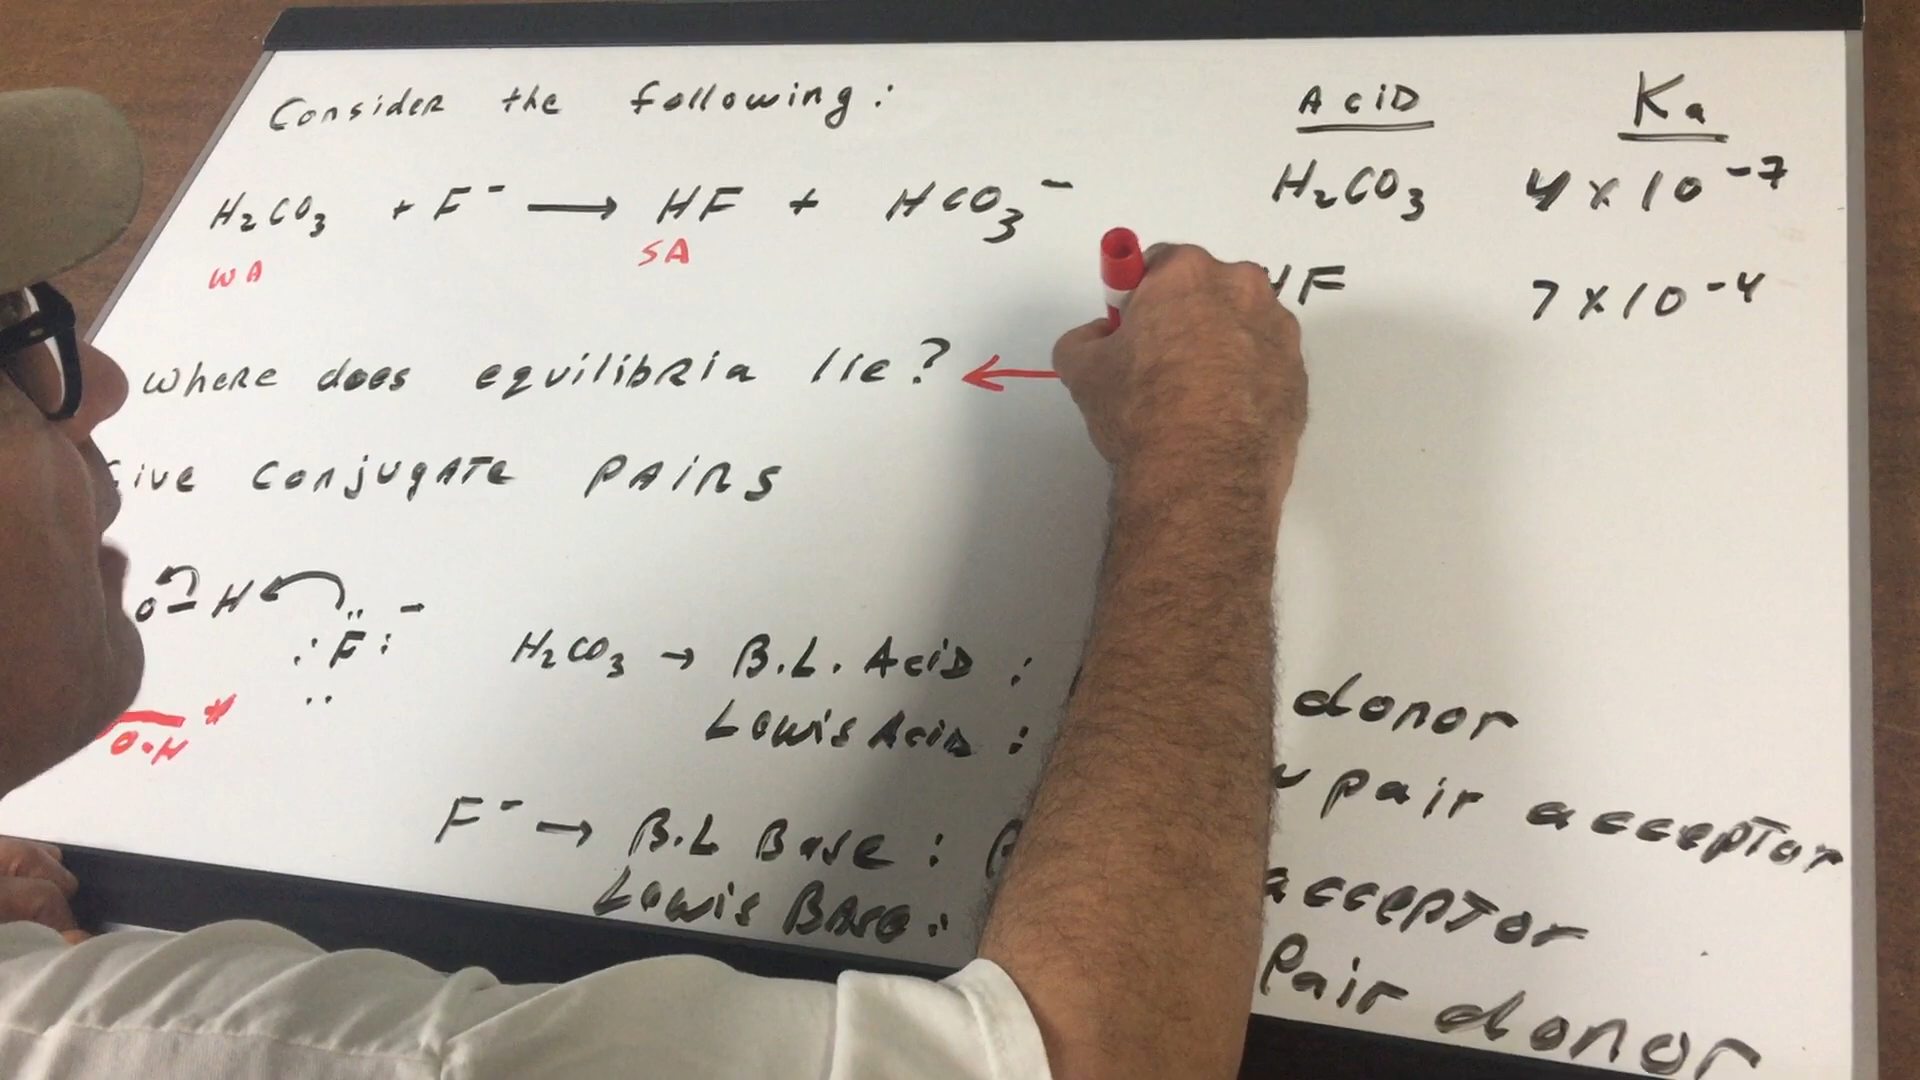 Consider the following:
H₂CO₃ + F⁻ → HF + HCO₃⁻
WA SA
Where does equilibria lie? ←
Give conjugate pairs
O-H
:F: -
O-H *
H₂CO₃ → B.L. Acid : donor
Lewis Acid : pair acceptor
F⁻ → B.L Base : acceptor
Lewis Base: Pair donor
Acid Ka
H₂CO₃ 4 x 10⁻⁷
HF 7 x 10⁻⁴